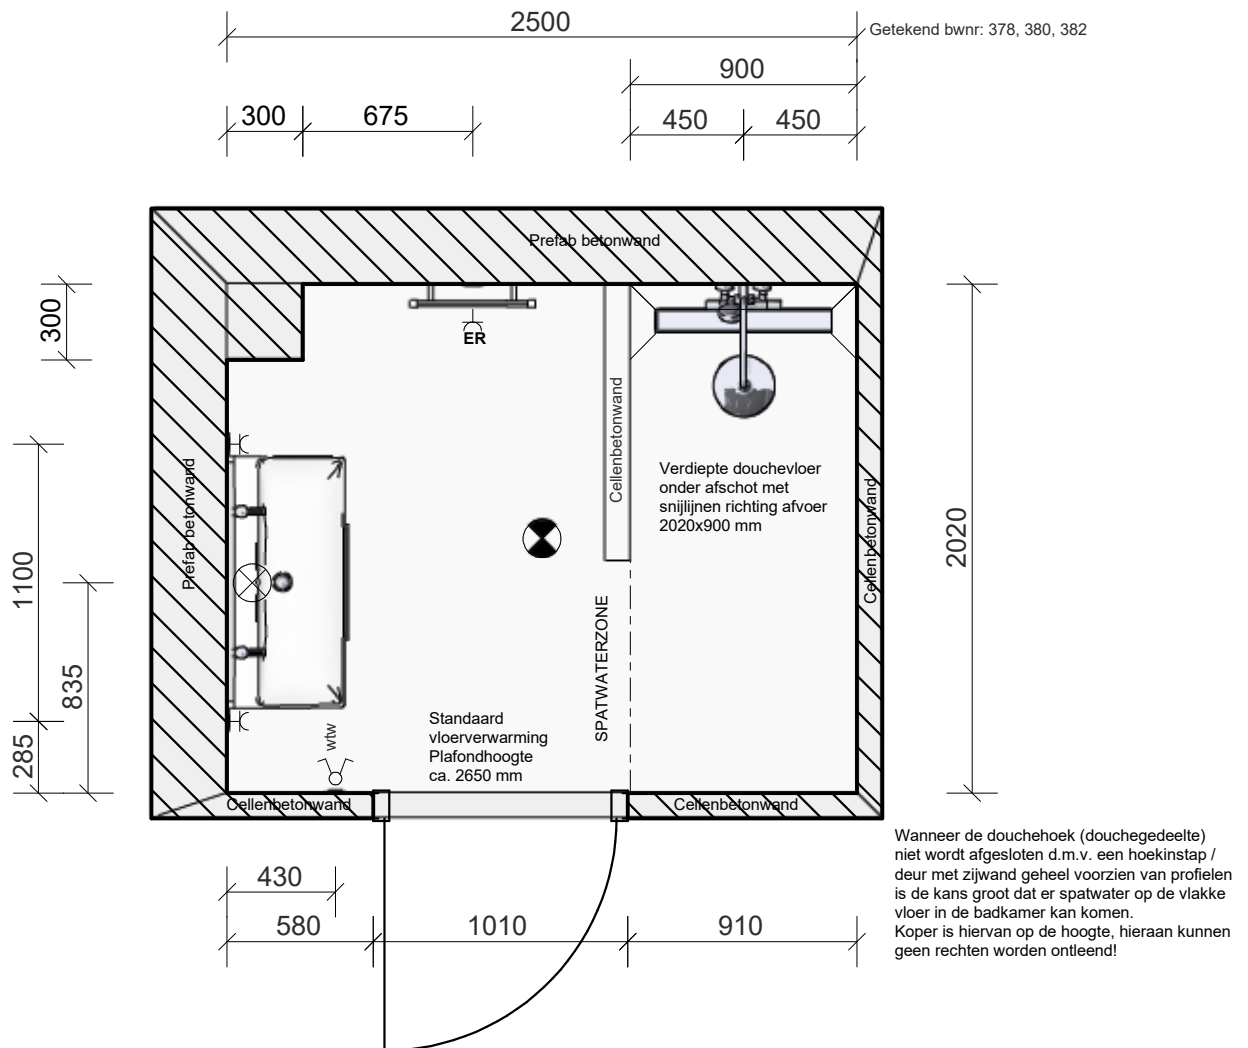 2500
Getekend bwnr: 378, 380, 382
900
300
675
450
450
Prefab betonwand
300
ER
Cellenbetonwand
Verdiepte douchevloer
onder afschot met
snijlijnen richting afvoer
2020x900 mm
Prefab betonwand
Cellenbetonwand
2020
1100
835
285
SPATWATERZONE
wtw
Standaard
vloerverwarming
Plafondhoogte
ca. 2650 mm
Cellenbetonwand
Cellenbetonwand
Wanneer de douchehoek (douchegedeelte)
niet wordt afgesloten d.m.v. een hoekinstap /
deur met zijwand geheel voorzien van profielen
is de kans groot dat er spatwater op de vlakke
vloer in de badkamer kan komen.
Koper is hiervan op de hoogte, hieraan kunnen
geen rechten worden ontleend!
430
580
1010
910